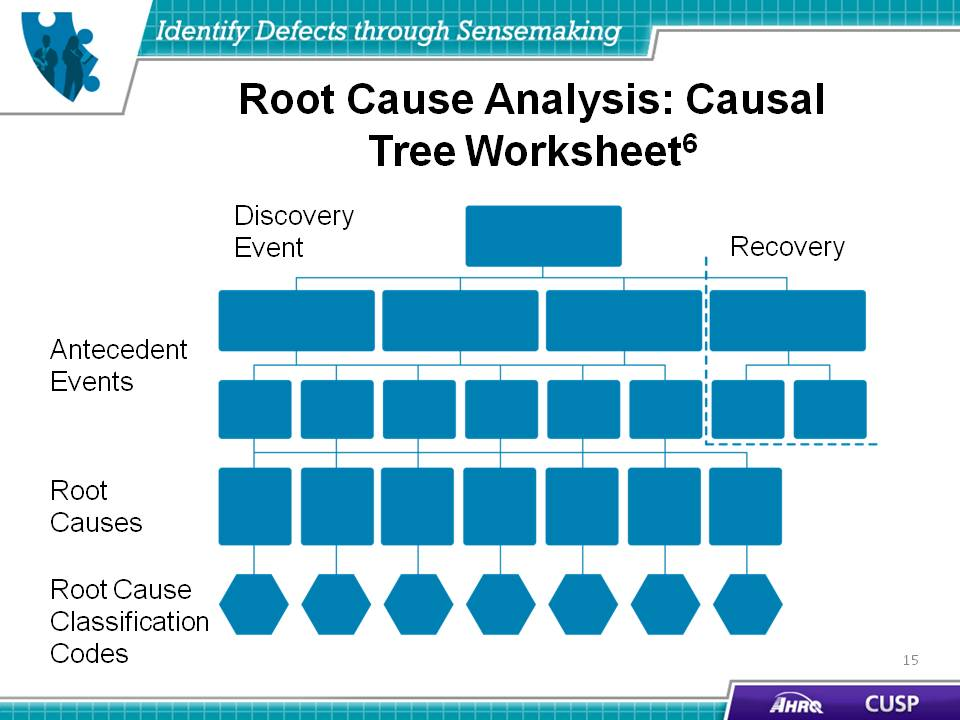 Identify Defects through Sensemaking
Root Cause Analysis: Causal
Tree Worksheet⁶
Discovery
Event
Recovery
Antecedent
Events
Root
Causes
Root Cause
Classification
Codes
15
AHRQ
CUSP